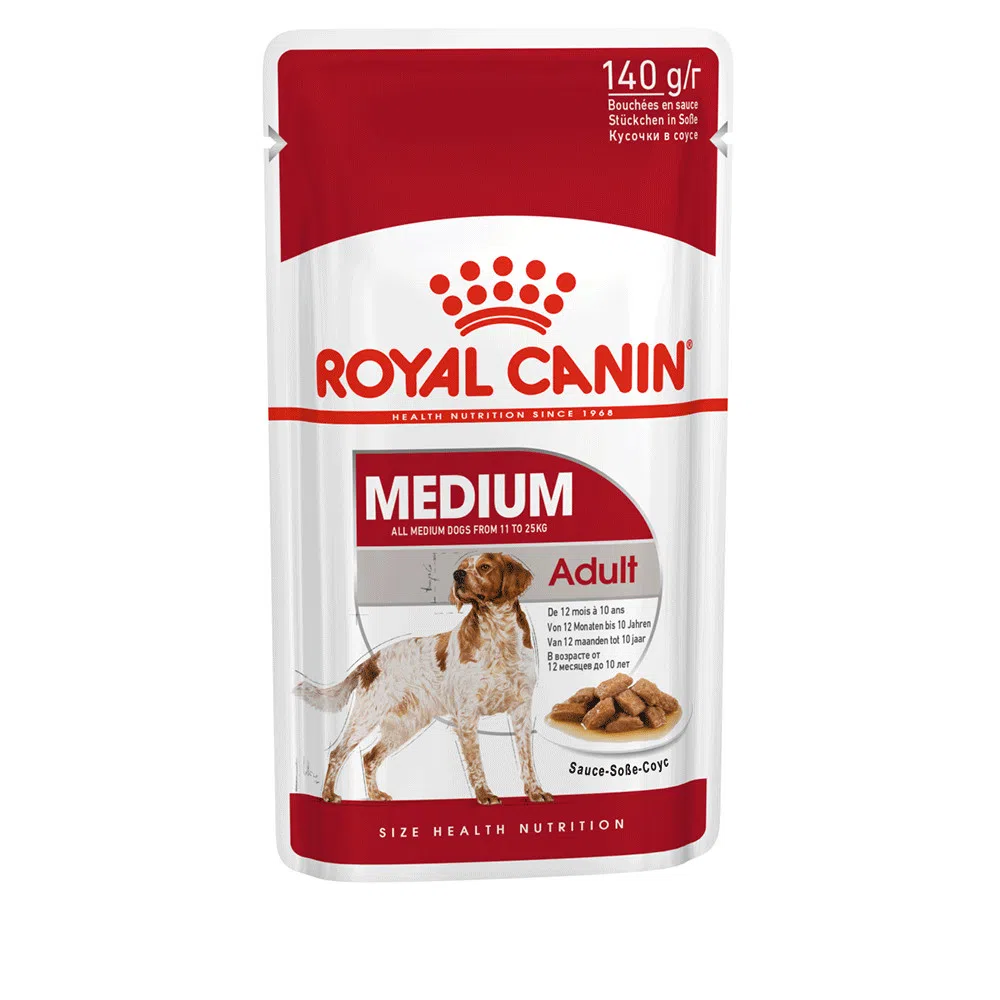 140 g/г
Bouchées en sauce
Stückchen in Soße
Кусочки в соусе
ROYAL CANIN®
HEALTH NUTRITION SINCE 1968
MEDIUM
ALL MEDIUM DOGS FROM 11 TO 25KG
Adult
De 12 mois à 10 ans
Von 12 Monaten bis 10 Jahren
Van 12 maanden tot 10 jaar
В возрасте от
12 месяцев до 10 лет
Sauce-Soße-Соус
SIZE HEALTH NUTRITION